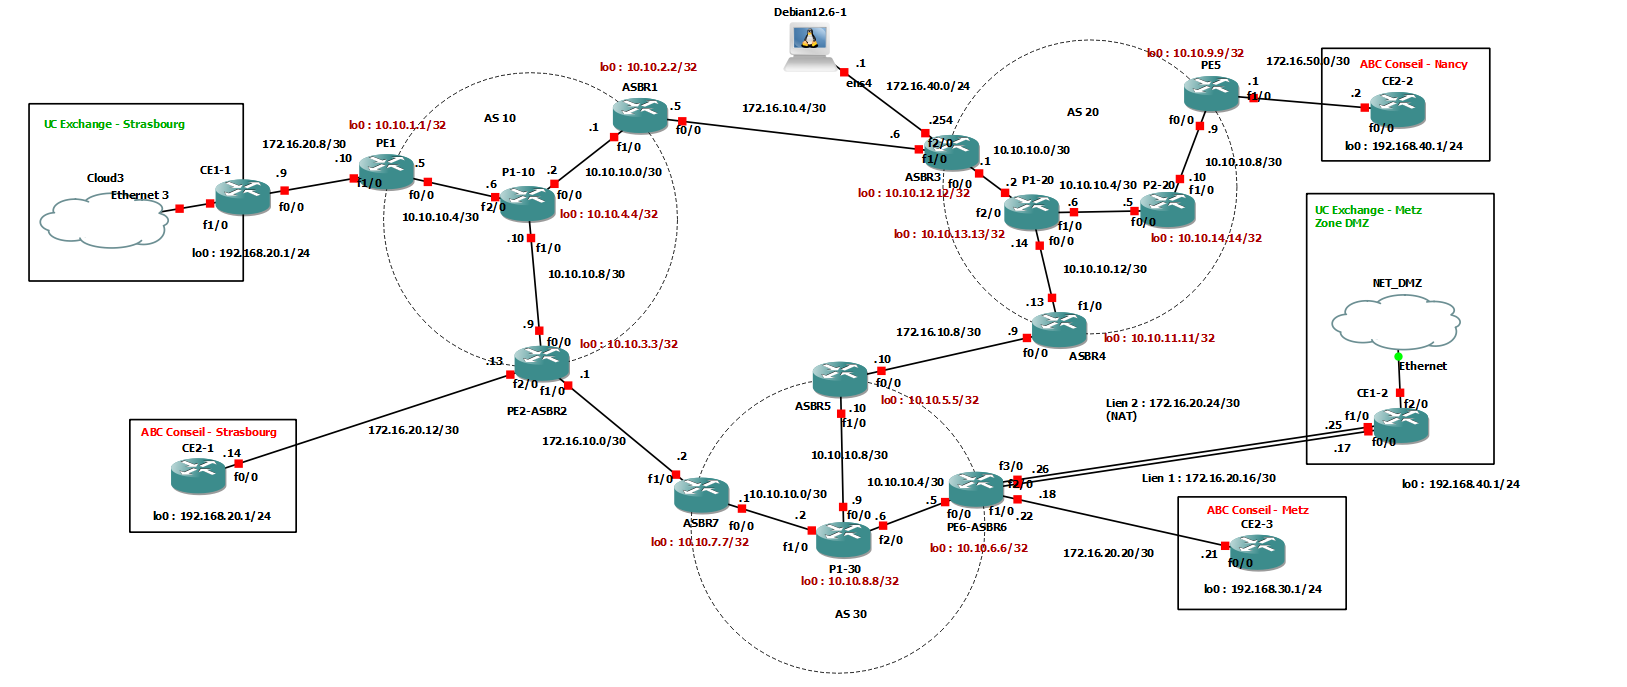 Debian12.6-1
.1
ens4
172.16.40.0/24
lo0 : 10.10.2.2/32
ASBR1
.5
f0/0
172.16.10.4/30
.1
f1/0
AS 10
10.10.10.0/30
UC Exchange - Strasbourg
Cloud3
Ethernet 3
CE1-1
.9
f0/0
f1/0
lo0 : 192.168.20.1/24
172.16.20.8/30
.10
lo0 : 10.10.1.1/32
PE1
f1/0
.5
f0/0
10.10.10.4/30
P1-10
.6
f2/0
.2
f0/0
lo0 : 10.10.4.4/32
.10
f1/0
10.10.10.8/30
.9
f0/0
lo0 : 10.10.3.3/32
.13
f2/0
f1/0
.1
PE2-ASBR2
172.16.20.12/30
172.16.10.0/30
ABC Conseil - Strasbourg
CE2-1
.14
f0/0
lo0 : 192.168.20.1/24
lo0 : 10.10.9.9/32
PE5
.1
f1/0
172.16.50.0/30
f0/0
.9
AS 20
ABC Conseil - Nancy
CE2-2
.2
f0/0
lo0 : 192.168.40.1/24
.254
f2/0
.6
f1/0
ASBR3
.1
f0/0
lo0 : 10.10.12.12/32
10.10.10.0/30
.2
P1-20
f2/0
10.10.10.4/30
.6
f1/0
.5
f0/0
P2-20
.10
f1/0
10.10.10.8/30
lo0 : 10.10.13.13/32
lo0 : 10.10.14.14/32
.14
f0/0
10.10.10.12/30
.13
f1/0
.9
f0/0
ASBR4
lo0 : 10.10.11.11/32
172.16.10.8/30
.10
f0/0
ASBR5
lo0 : 10.10.5.5/32
.10
f1/0
10.10.10.8/30
.2
f1/0
ASBR7
.1
f0/0
lo0 : 10.10.7.7/32
10.10.10.0/30
.2
f1/0
.9
f0/0
.6
f2/0
P1-30
lo0 : 10.10.8.8/32
AS 30
10.10.10.4/30
.5
f0/0
PE6-ASBR6
lo0 : 10.10.6.6/32
f3/0
.26
f2/0
.18
f1/0
.22
Lien 2 : 172.16.20.24/30
(NAT)
Lien 1 : 172.16.20.16/30
172.16.20.20/30
UC Exchange - Metz
Zone DMZ
NET_DMZ
Ethernet
CE1-2
f2/0
f1/0
.25
f0/0
.17
lo0 : 192.168.40.1/24
ABC Conseil - Metz
CE2-3
.21
f0/0
lo0 : 192.168.30.1/24